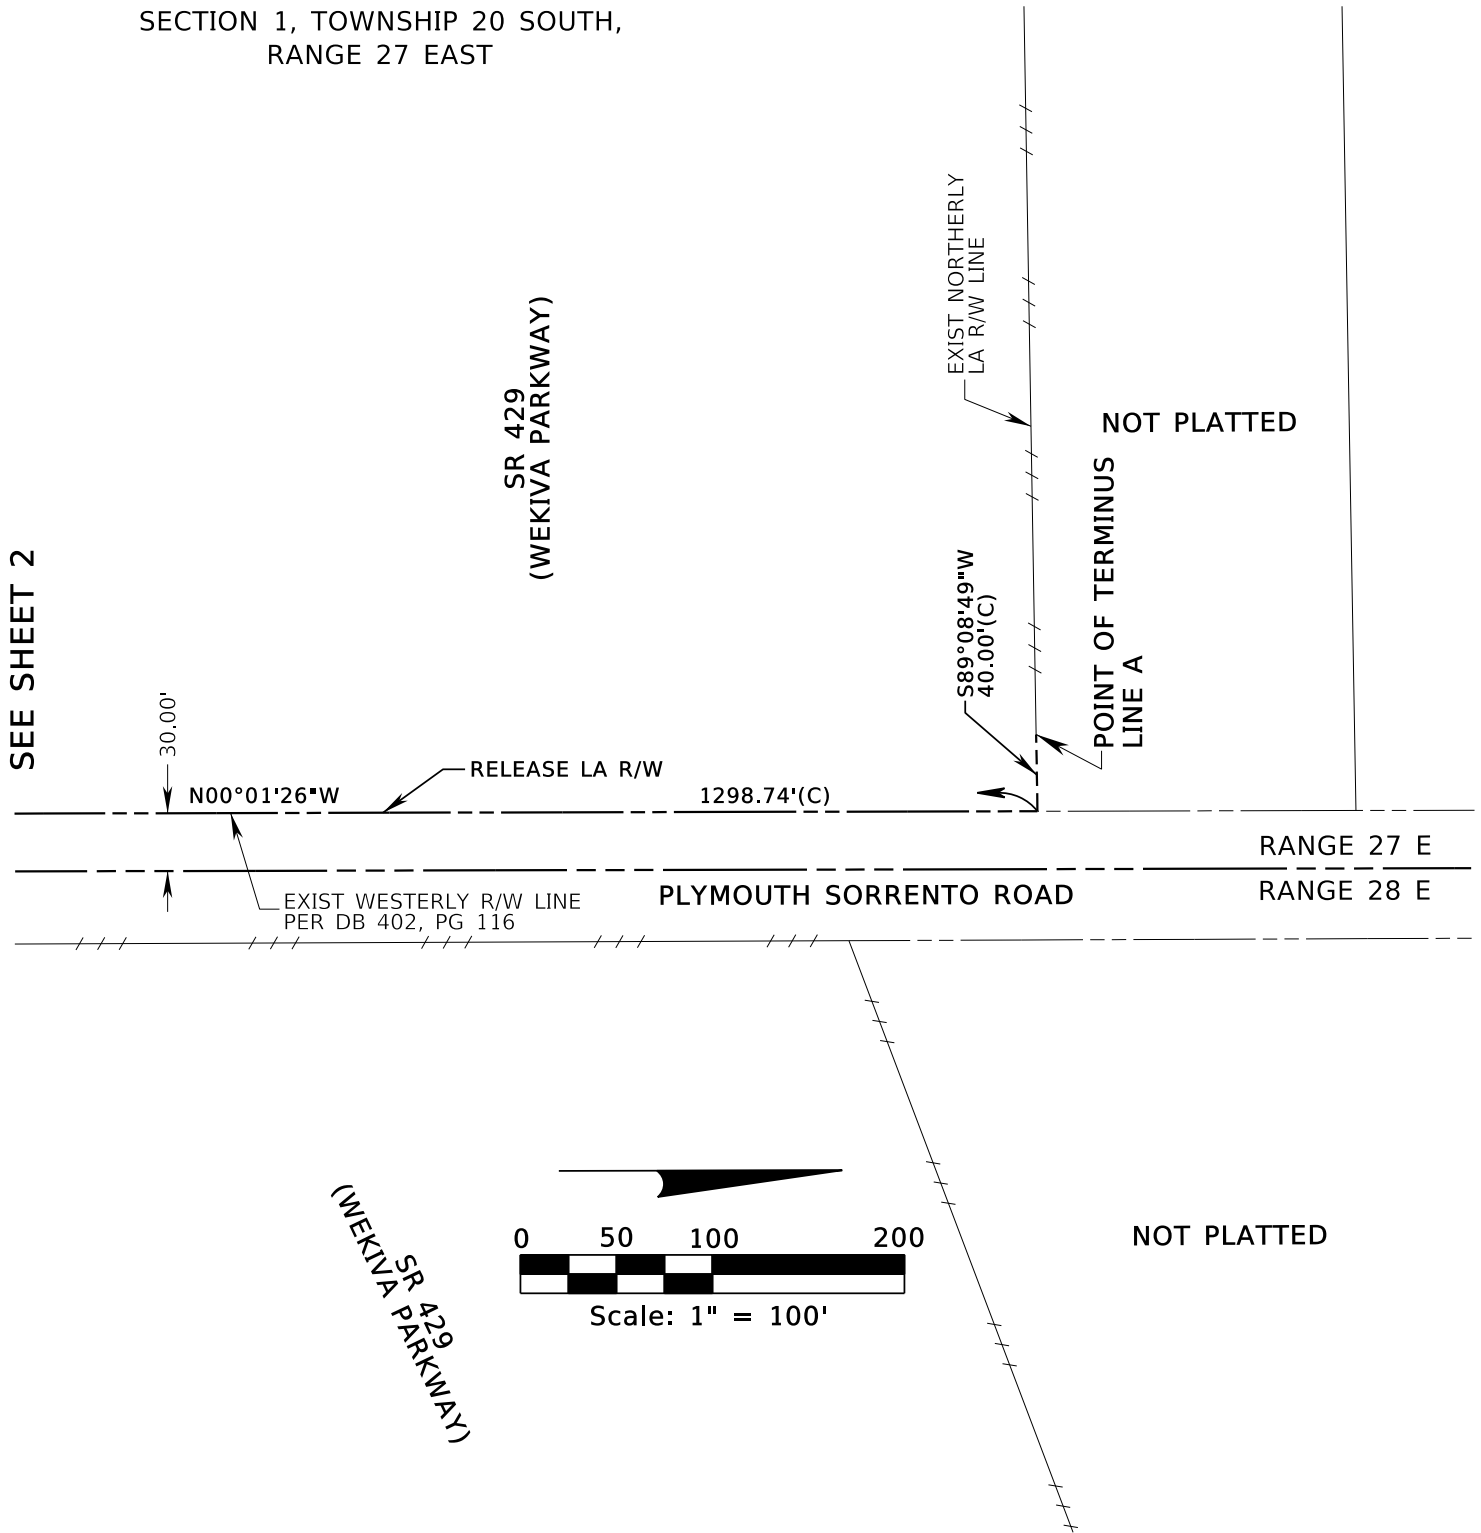 SECTION 1, TOWNSHIP 20 SOUTH,
RANGE 27 EAST
EXIST NORTHERLY
LA R/W LINE
SR 429
(WEKIVA PARKWAY)
NOT PLATTED
POINT OF TERMINUS
LINE A
SEE SHEET 2
S89°08'49"W
40.00'(C)
30.00'
RELEASE LA R/W
N00°01'26"W
1298.74'(C)
RANGE 27 E
RANGE 28 E
PLYMOUTH SORRENTO ROAD
EXIST WESTERLY R/W LINE
PER DB 402, PG 116
SR 429
(WEKIVA PARKWAY)
0 50 100 200
Scale: 1" = 100'
NOT PLATTED